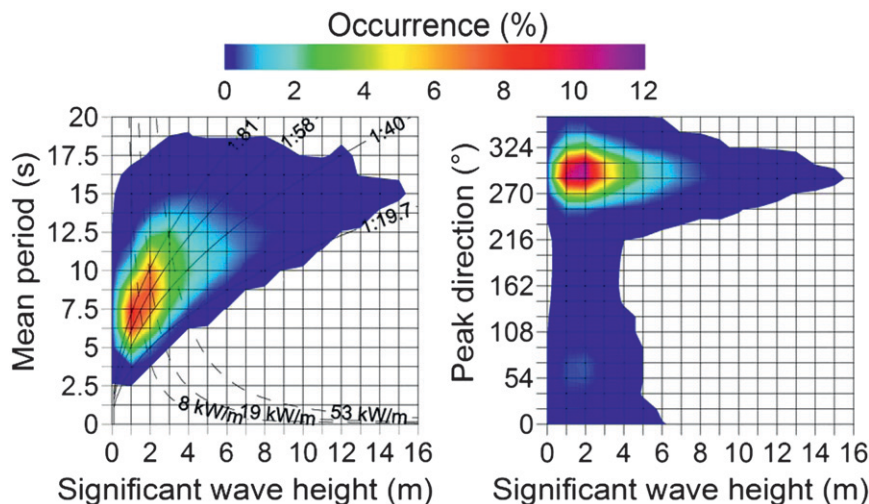 Occurrence (%)
0 2 4 6 8 10 12
Mean period (s)
20
17.5
15
12.5
10
7.5
5
2.5
0
1:81
1:58
1:40
1:19.7
8 kW/m
19 kW/m
53 kW/m
0 2 4 6 8 10 12 14 16
Significant wave height (m)
Peak direction (°)
324
270
216
162
108
54
0
0 2 4 6 8 10 12 14 16
Significant wave height (m)